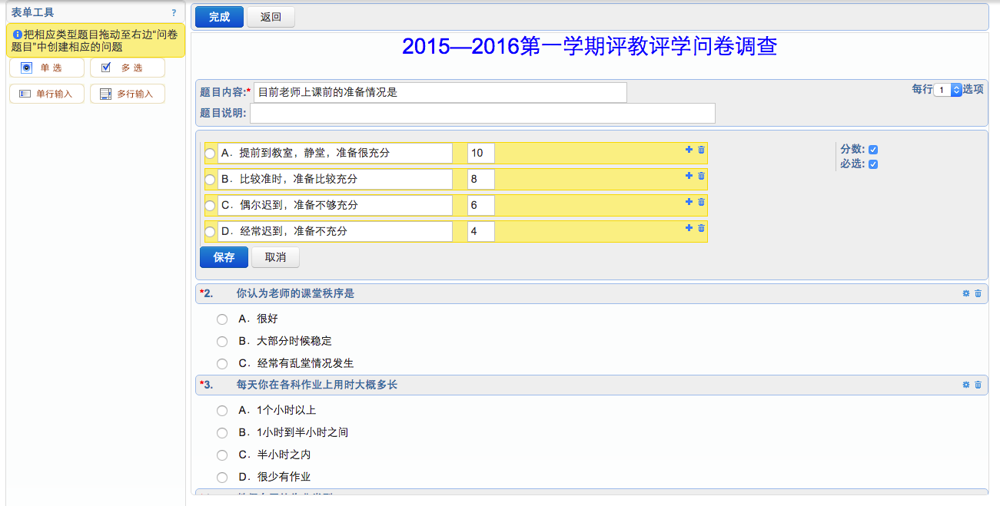 表单工具 ?
把相应类型题目拖动至右边"问卷
题目"中创建相应的问题
单 选 多 选
单行输入 多行输入
完成 返回
2015—2016第一学期评教评学问卷调查
题目内容:* 目前老师上课前的准备情况是 每行 1 选项
题目说明:
A. 提前到教室，静堂，准备很充分 10
B. 比较准时，准备比较充分 8
C. 偶尔迟到，准备不够充分 6
D. 经常迟到，准备不充分 4
分数:
必选:
保存 取消
*2. 你认为老师的课堂秩序是
A. 很好
B. 大部分时候稳定
C. 经常有乱堂情况发生
*3. 每天你在各科作业上用时大概多长
A. 1个小时以上
B. 1小时到半小时之间
C. 半小时之内
D. 很少有作业